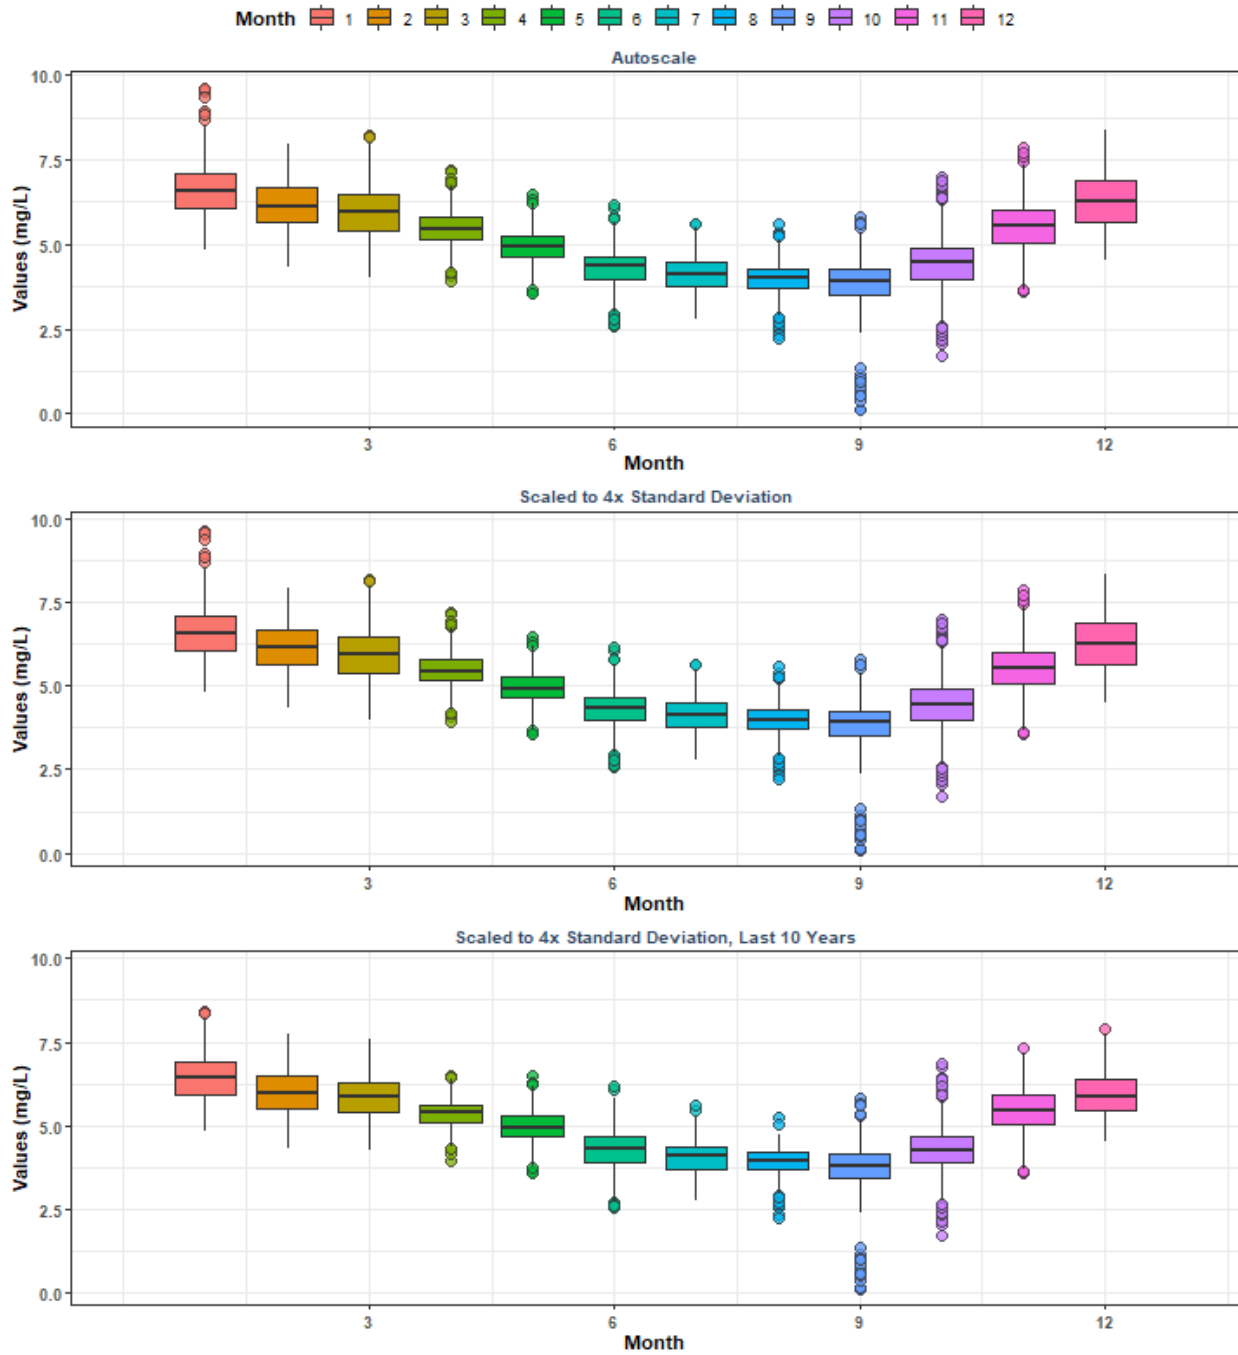 Month 1 2 3 4 5 6 7 8 9 10 11 12
Autoscale
Values (mg/L)
10.0
7.5
5.0
2.5
0.0
3 6 9 12
Month
Scaled to 4x Standard Deviation
Values (mg/L)
10.0
7.5
5.0
2.5
0.0
3 6 9 12
Month
Scaled to 4x Standard Deviation, Last 10 Years
Values (mg/L)
10.0
7.5
5.0
2.5
0.0
3 6 9 12
Month